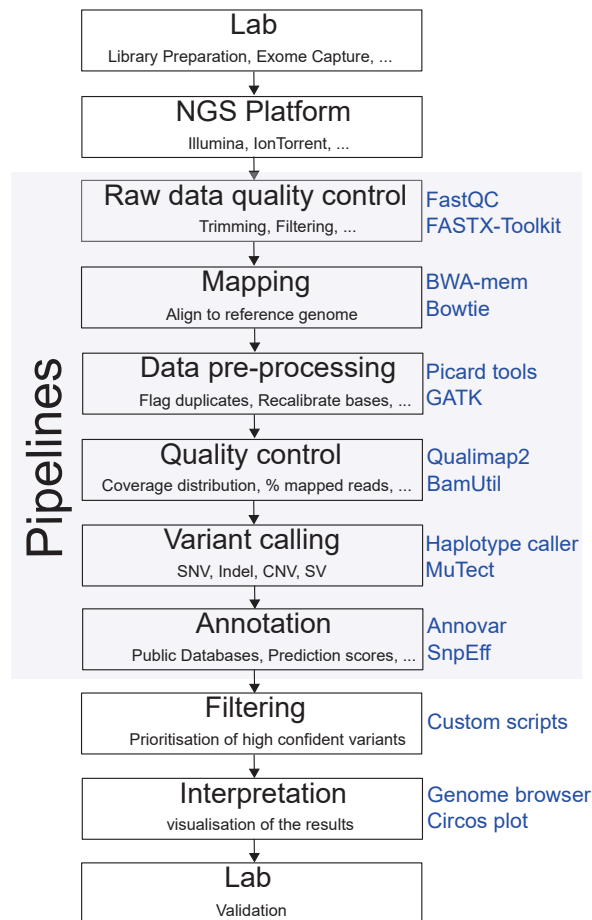 Lab
Library Preparation, Exome Capture, ...
NGS Platform
Illumina, IonTorrent, ...
Pipelines
Raw data quality control
Trimming, Filtering, ...
FastQC
FASTX-Toolkit
Mapping
Align to reference genome
BWA-mem
Bowtie
Data pre-processing
Flag duplicates, Recalibrate bases, ...
Picard tools
GATK
Quality control
Coverage distribution, % mapped reads, ...
Qualimap2
BamUtil
Variant calling
SNV, Indel, CNV, SV
Haplotype caller
MuTect
Annotation
Public Databases, Prediction scores, ...
Annovar
SnpEff
Filtering
Prioritisation of high confident variants
Custom scripts
Interpretation
visualisation of the results
Genome browser
Circos plot
Lab
Validation